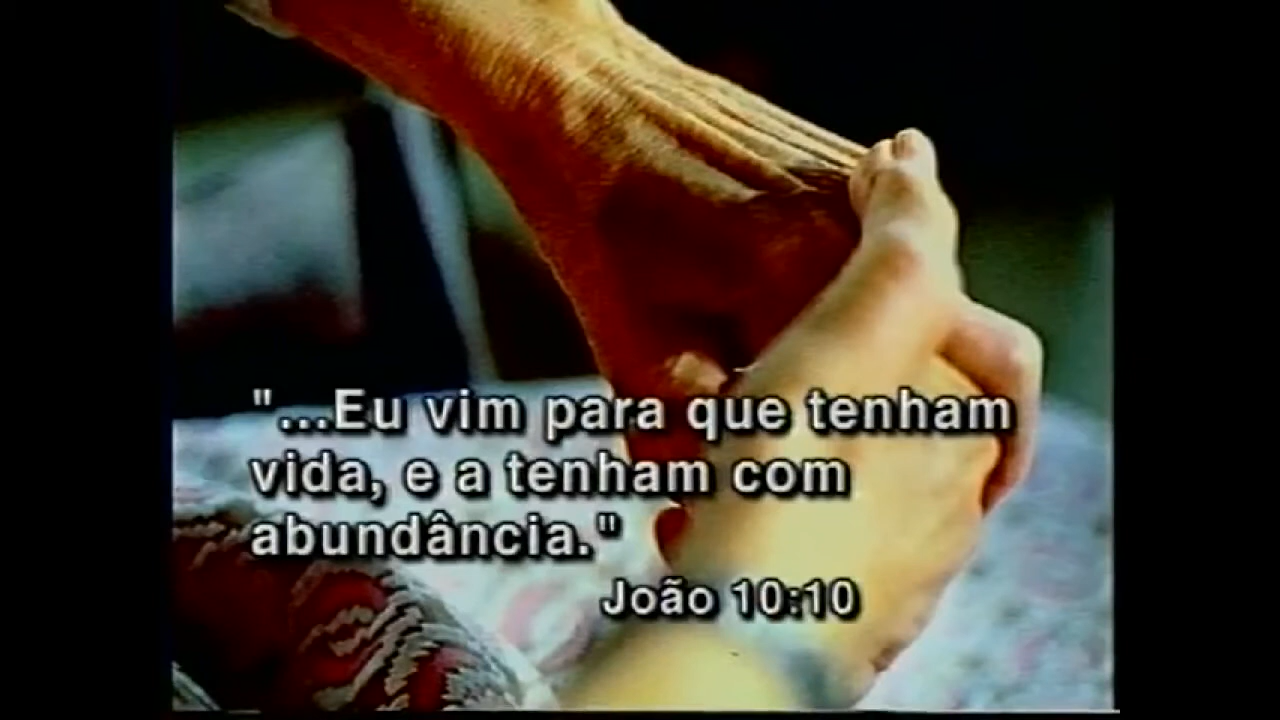 "...Eu vim para que tenham
vida, e a tenham com
abundância."
João 10:10